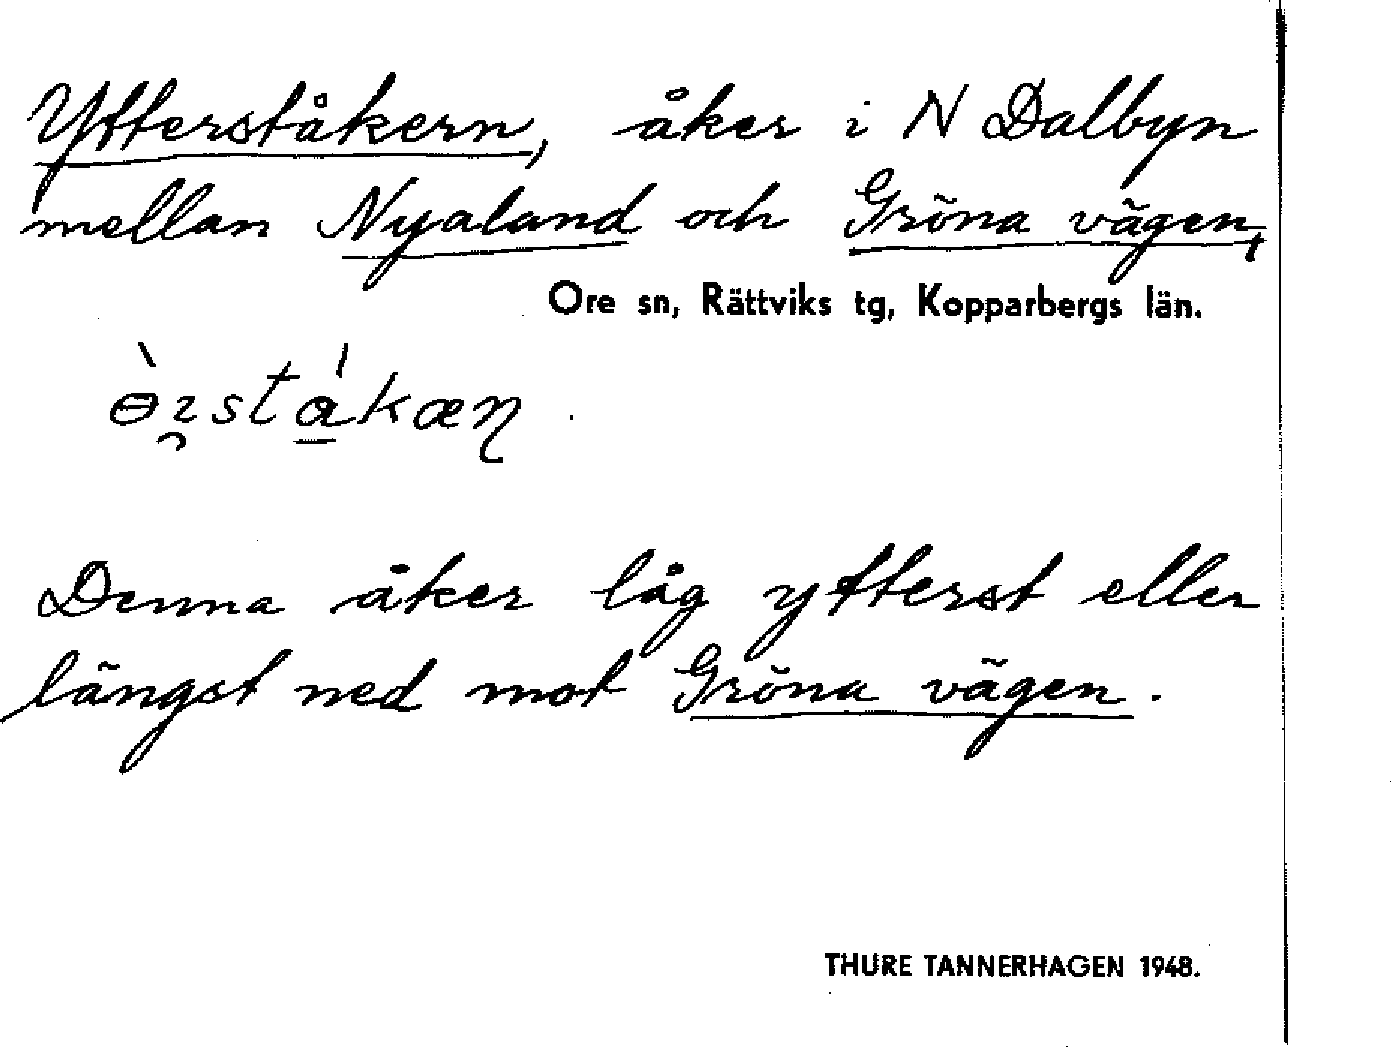 Ytterståkern, åker i N Dalbyn
mellan Nyaland och Gröna vägen,
Ore sn, Rättviks tg, Kopparbergs län.
Denna åker låg ytterst eller
längst ned mot Gröna vägen.
THURE TANNERHAGEN 1948.